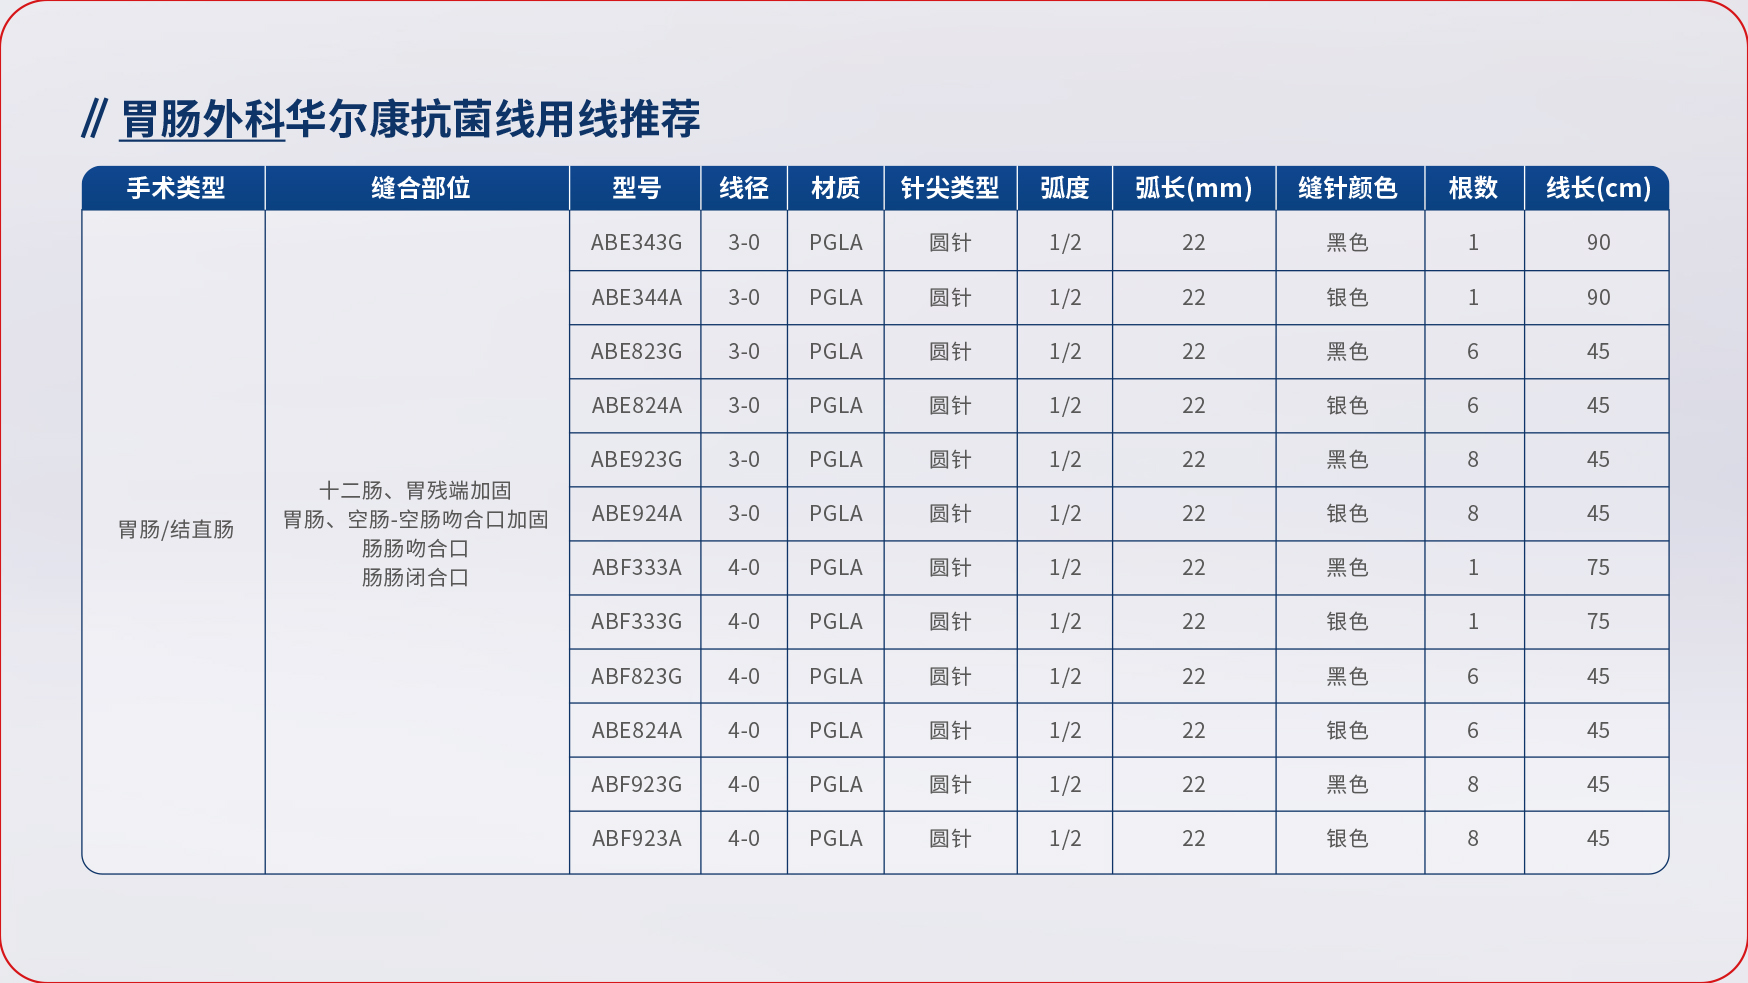 胃肠外科华尔康抗菌线用线推荐
手术类型 缝合部位 型号 线径 材质 针尖类型 弧度 弧长(mm) 缝针颜色 根数 线长(cm)
胃肠/结直肠
十二肠、胃残端加固
胃肠、空肠-空肠吻合口加固
肠肠吻合口
肠肠闭合口
ABE343G 3-0 PGLA 圆针 1/2 22 黑色 1 90
ABE344A 3-0 PGLA 圆针 1/2 22 银色 1 90
ABE823G 3-0 PGLA 圆针 1/2 22 黑色 6 45
ABE824A 3-0 PGLA 圆针 1/2 22 银色 6 45
ABE923G 3-0 PGLA 圆针 1/2 22 黑色 8 45
ABE924A 3-0 PGLA 圆针 1/2 22 银色 8 45
ABF333A 4-0 PGLA 圆针 1/2 22 黑色 1 75
ABF333G 4-0 PGLA 圆针 1/2 22 银色 1 75
ABF823G 4-0 PGLA 圆针 1/2 22 黑色 6 45
ABE824A 4-0 PGLA 圆针 1/2 22 银色 6 45
ABF923G 4-0 PGLA 圆针 1/2 22 黑色 8 45
ABF923A 4-0 PGLA 圆针 1/2 22 银色 8 45